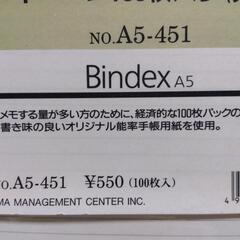 NO.A5-451
Bindex A5
メモする量が多い方のために、経済的な100枚パックの
書き味の良いオリジナル能率手帳用紙を使用。
NO.A5-451 ¥550 (100枚入)
MA MANAGEMENT CENTER INC.
4